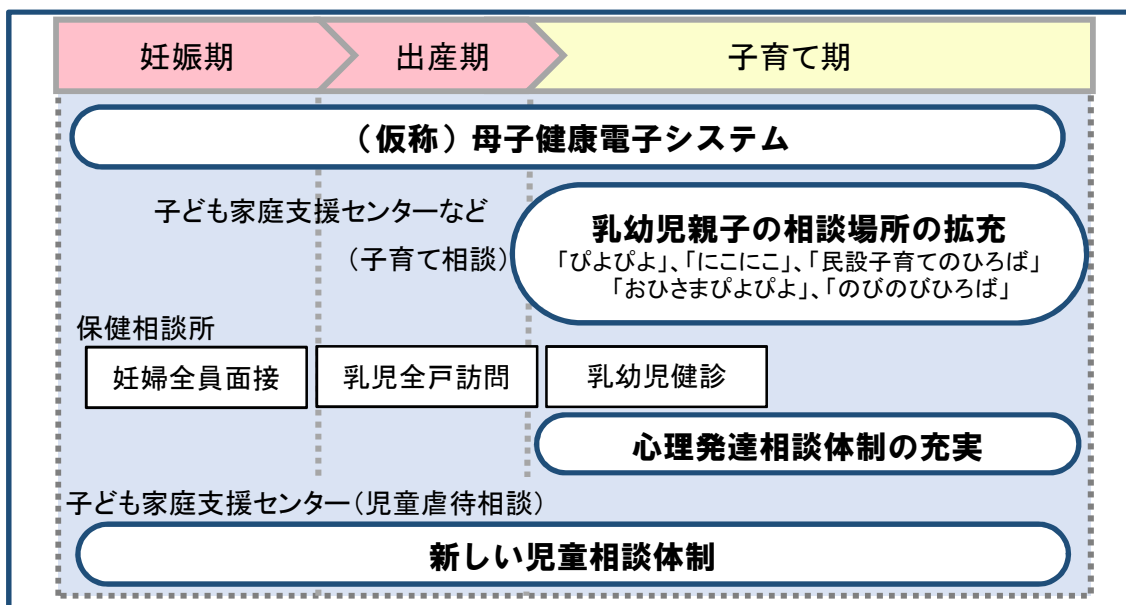 妊娠期
出産期
子育て期
（仮称）母子健康電子システム
子ども家庭支援センターなど
（子育て相談）
乳幼児親子の相談場所の拡充
「ぴよぴよ」、「にこにこ」、「民設子育てのひろば」
「おひさまぴよぴよ」、「のびのびひろば」
保健相談所
妊婦全員面接
乳児全戸訪問
乳幼児健診
心理発達相談体制の充実
子ども家庭支援センター（児童虐待相談）
新しい児童相談体制